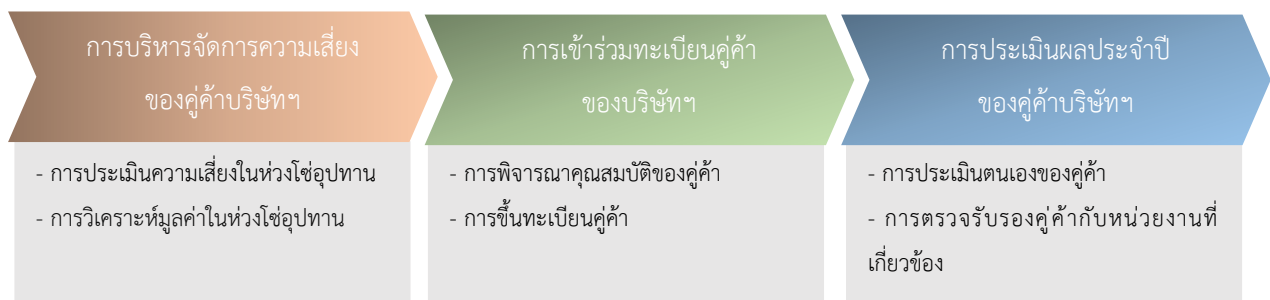 การบริหารจัดการความเสี่ยง
ของคู่ค้าบริษัทฯ
- การประเมินความเสี่ยงในห่วงโซ่อุปทาน
- การวิเคราะห์มูลค่าในห่วงโซ่อุปทาน
การเข้าร่วมทะเบียนคู่ค้า
ของบริษัทฯ
- การพิจารณาคุณสมบัติของคู่ค้า
- การขึ้นทะเบียนคู่ค้า
การประเมินผลประจำปี
ของคู่ค้าบริษัทฯ
- การประเมินตนเองของคู่ค้า
- การตรวจรับรองคู่ค้ากับหน่วยงานที่
เกี่ยวข้อง